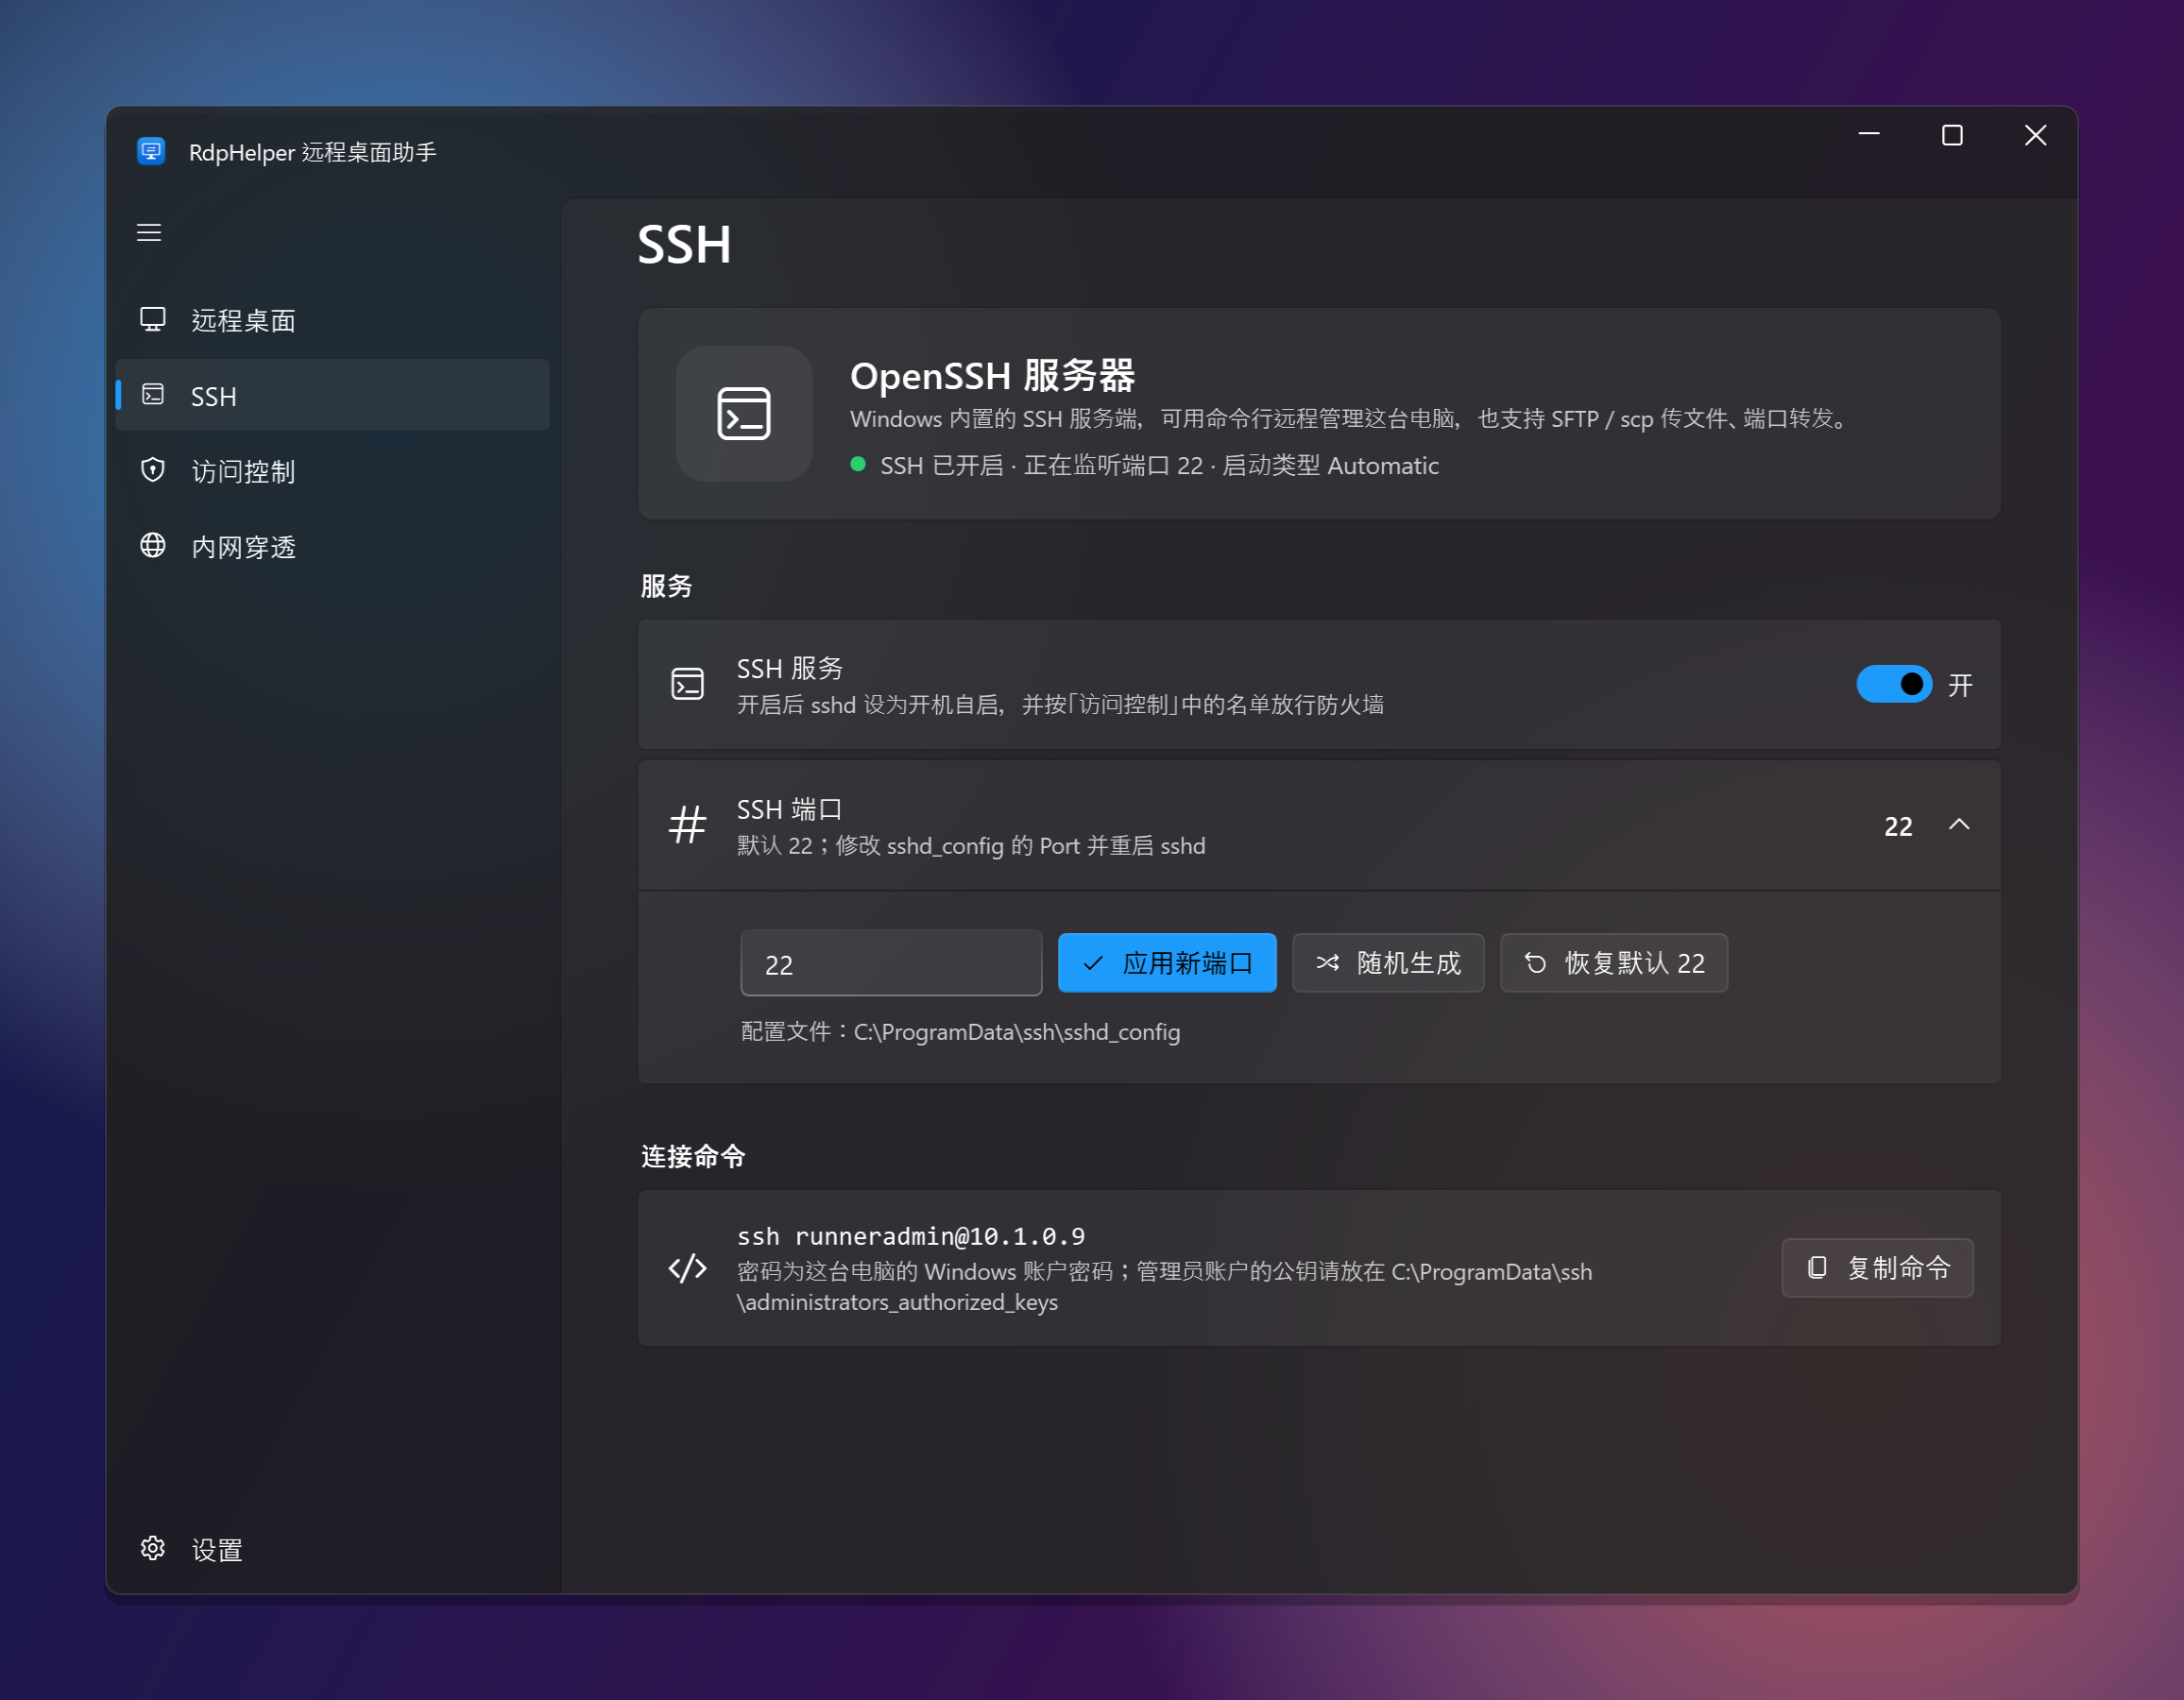 RdpHelper 远程桌面助手
远程桌面
SSH
访问控制
内网穿透
设置
SSH
OpenSSH 服务器
Windows 内置的 SSH 服务端，可用命令行远程管理这台电脑，也支持 SFTP / scp 传文件、端口转发。
SSH 已开启 · 正在监听端口 22 · 启动类型 Automatic
服务
SSH 服务
开启后 sshd 设为开机自启，并按「访问控制」中的名单放行防火墙
开
SSH 端口
默认 22；修改 sshd_config 的 Port 并重启 sshd
22
22
应用新端口
随机生成
恢复默认 22
配置文件：C:\ProgramData\ssh\sshd_config
连接命令
ssh runneradmin@10.1.0.9
密码为这台电脑的 Windows 账户密码；管理员账户的公钥请放在 C:\ProgramData\ssh
\administrators_authorized_keys
复制命令